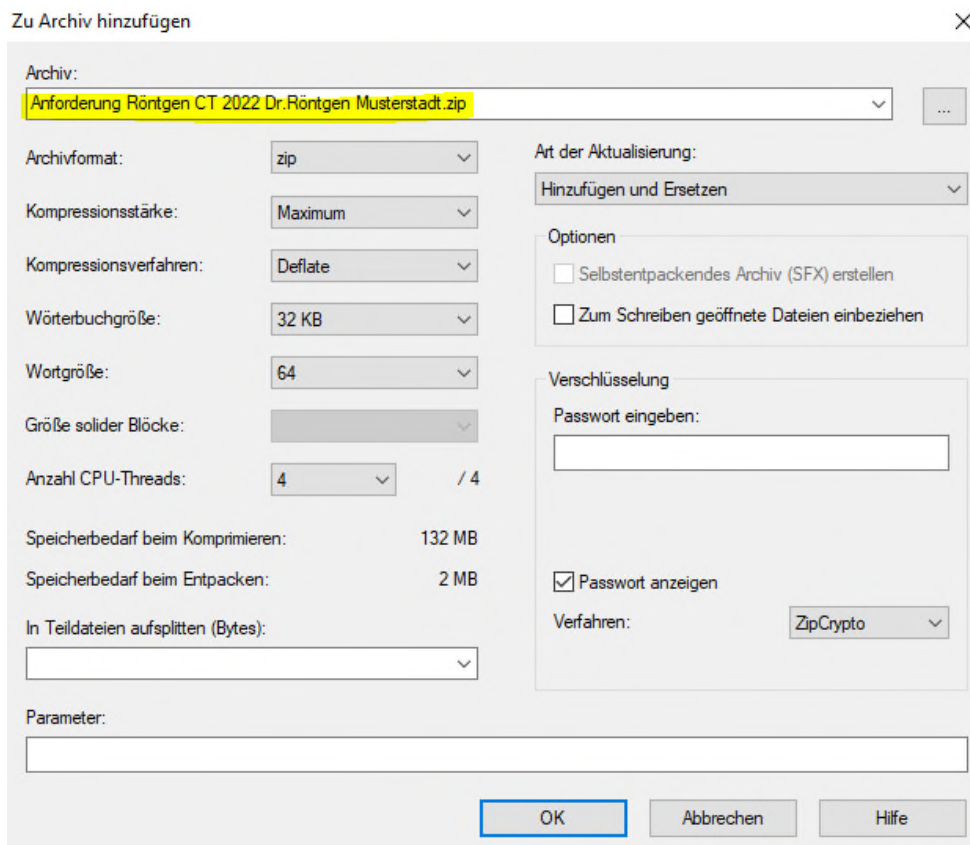 Zu Archiv hinzufügen
Archiv:
Anforderung Röntgen CT 2022 Dr.Röntgen Musterstadt.zip
...
Archivformat:
zip
Kompressionsstärke:
Maximum
Kompressionsverfahren:
Deflate
Wörterbuchgröße:
32 KB
Wortgröße:
64
Größe solider Blöcke:
Anzahl CPU-Threads:
4
/ 4
Speicherbedarf beim Komprimieren:
132 MB
Speicherbedarf beim Entpacken:
2 MB
In Teildateien aufsplitten (Bytes):
Art der Aktualisierung:
Hinzufügen und Ersetzen
Optionen
Selbstentpackendes Archiv (SFX) erstellen
Zum Schreiben geöffnete Dateien einbeziehen
Verschlüsselung
Passwort eingeben:
Passwort anzeigen
Verfahren:
ZipCrypto
Parameter:
OK
Abbrechen
Hilfe